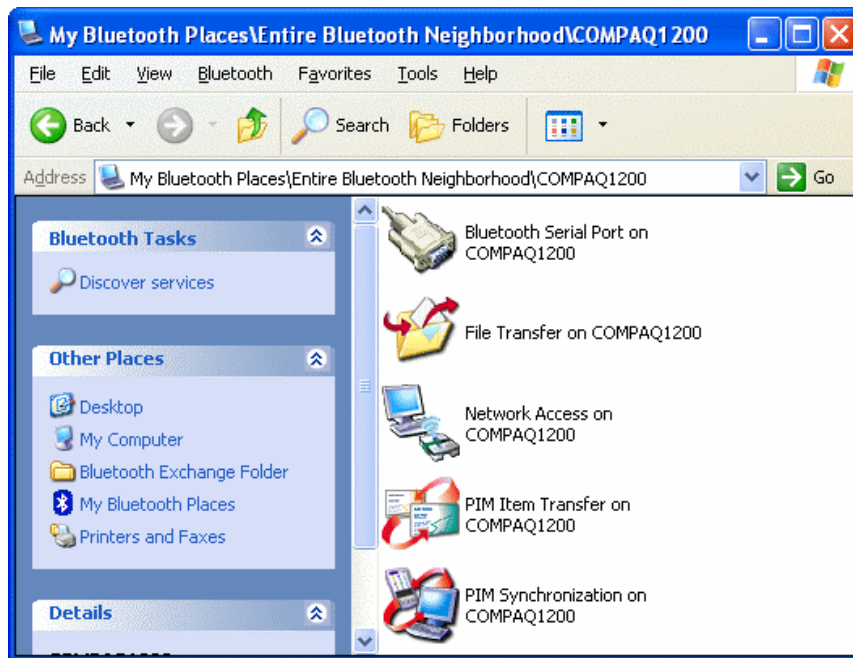 My Bluetooth Places\Entire Bluetooth Neighborhood\COMPAQ1200
File Edit View Bluetooth Favorites Tools Help
Back Search Folders
Address My Bluetooth Places\Entire Bluetooth Neighborhood\COMPAQ1200 Go
Bluetooth Tasks
Discover services
Other Places
Desktop
My Computer
Bluetooth Exchange Folder
My Bluetooth Places
Printers and Faxes
Details
Bluetooth Serial Port on
COMPAQ1200
File Transfer on COMPAQ1200
Network Access on
COMPAQ1200
PIM Item Transfer on
COMPAQ1200
PIM Synchronization on
COMPAQ1200